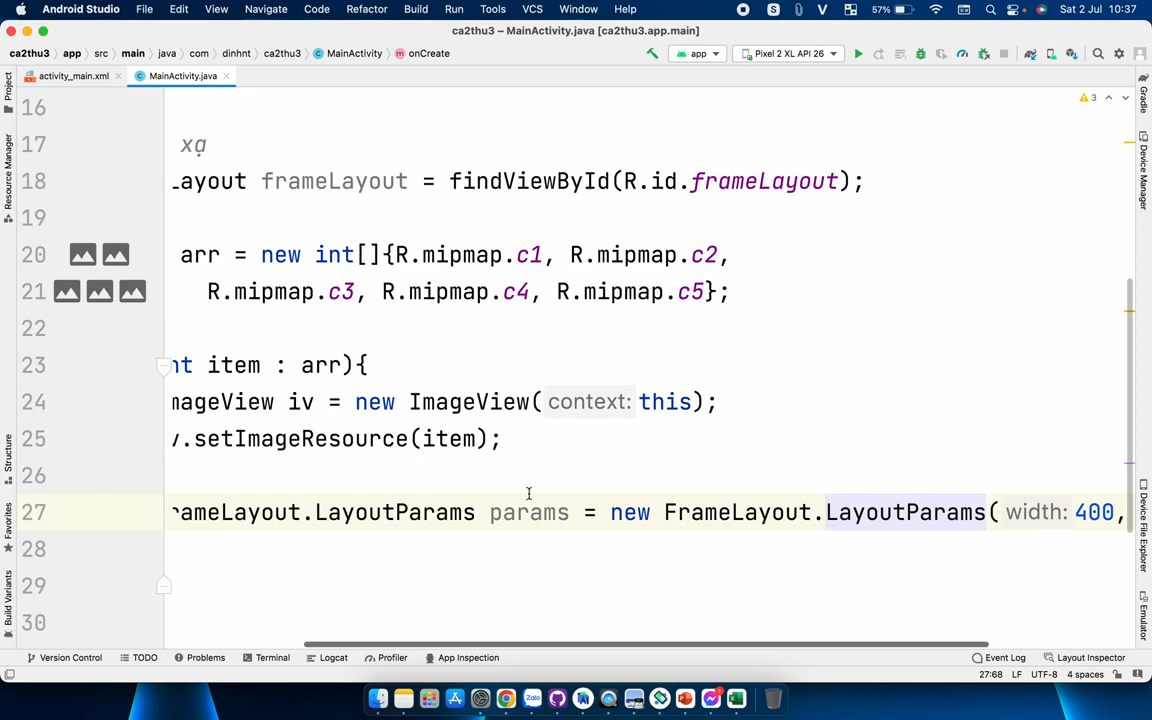 Android Studio File Edit View Navigate Code Refactor Build Run Tools VCS Window Help 57% Sat 2 Jul 10:37
ca2thu3 – MainActivity.java [ca2thu3.app.main]
ca2thu3 app src main java com dinhnt ca2thu3 MainActivity onCreate app Pixel 2 XL API 26
activity_main.xml MainActivity.java
Project
Resource Manager
Structure
Favorites
Build Variants
3
16
17 xạ
18 Layout frameLayout = findViewById(R.id.frameLayout);
19
20 arr = new int[]{R.mipmap.c1, R.mipmap.c2,
21 R.mipmap.c3, R.mipmap.c4, R.mipmap.c5};
22
23 nt item : arr){
24 mageView iv = new ImageView( context: this);
25 v.setImageResource(item);
26
27 rameLayout.LayoutParams params = new FrameLayout.LayoutParams( width: 400,
28
29
30
Gradle
Device Manager
Device File Explorer
Emulator
Version Control TODO Problems Terminal Logcat Profiler App Inspection Event Log Layout Inspector
27:68 LF UTF-8 4 spaces
Zalo